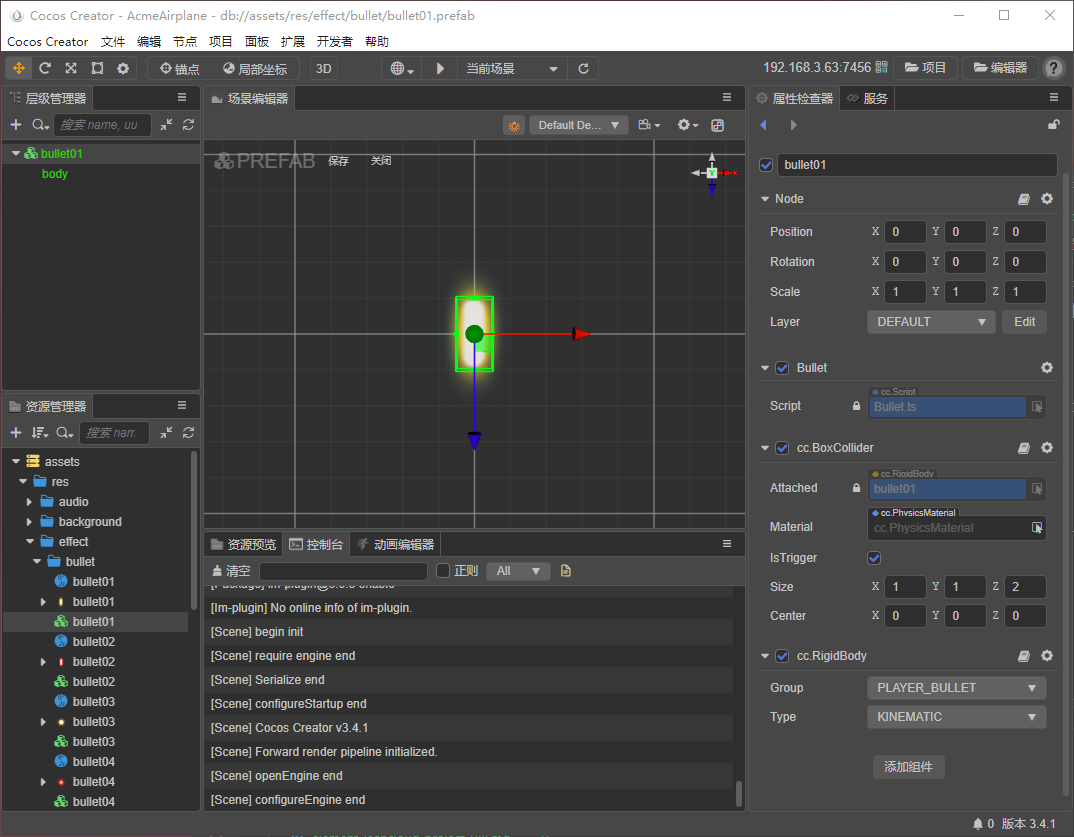 Cocos Creator - AcmeAirplane - db://assets/res/effect/bullet/bullet01.prefab
Cocos Creator 文件 编辑 节点 项目 面板 扩展 开发者 帮助
锚点 局部坐标 3D 当前场景 192.168.3.63:7456 项目 编辑器 ?
层级管理器
搜索 name, uu
bullet01
body
资源管理器
搜索 nam
assets
res
audio
background
effect
bullet
bullet01
bullet01
bullet01
bullet02
bullet02
bullet02
bullet03
bullet03
bullet03
bullet04
bullet04
bullet04
场景编辑器
Default De...
PREFAB 保存 关闭
Y
资源预览 控制台 动画编辑器
清空 正则 All
[Package] im-plugin@3.0.3 enable
[Im-plugin] No online info of im-plugin.
[Scene] begin init
[Scene] require engine end
[Scene] Serialize end
[Scene] configureStartup end
[Scene] Cocos Creator v3.4.1
[Scene] Forward render pipeline initialized.
[Scene] openEngine end
[Scene] configureEngine end
属性检查器 服务
bullet01
Node
Position X 0 Y 0 Z 0
Rotation X 0 Y 0 Z 0
Scale X 1 Y 1 Z 1
Layer DEFAULT Edit
Bullet
cc.Script
Script Bullet.ts
cc.BoxCollider
cc.RigidBody
Attached bullet01
cc.PhysicsMaterial
Material cc.PhysicsMaterial
IsTrigger
Size X 1 Y 1 Z 2
Center X 0 Y 0 Z 0
cc.RigidBody
Group PLAYER_BULLET
Type KINEMATIC
添加组件
0 版本 3.4.1